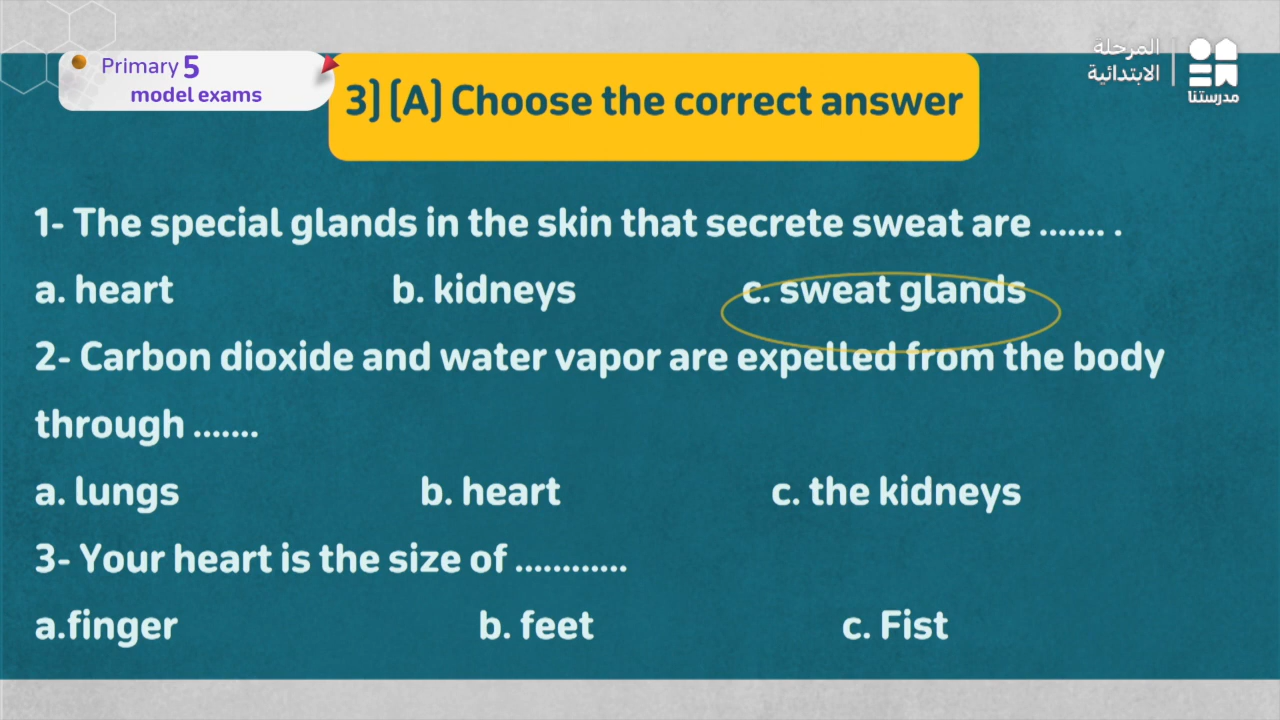 Primary 5
model exams
3) (A) Choose the correct answer
المرحلة
الابتدائية
مدرستنا
1- The special glands in the skin that secrete sweat are ....... .
a. heart b. kidneys c. sweat glands
2- Carbon dioxide and water vapor are expelled from the body
through .......
a. lungs b. heart c. the kidneys
3- Your heart is the size of ............
a.finger b. feet c. Fist